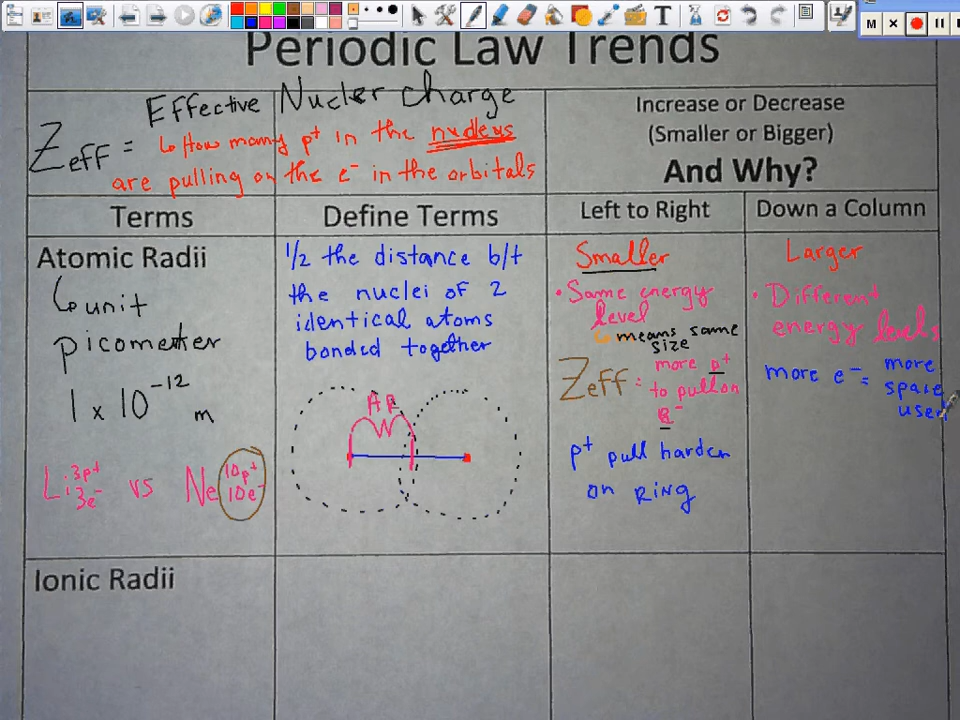 M
Periodic Law Trends
Effective Nucler charge
Zeff = ↳ How many p+ in the nucleus
are pulling on the e- in the orbitals
Increase or Decrease
(Smaller or Bigger)
And Why?
Terms
Define Terms
Left to Right
Down a Column
Atomic Radii
↳ unit
picometer
1 x 10^-12 m
Li 3p+ 3e- vs Ne 10p+ 10e-
1/2 the distance b/t
the nuclei of 2
identical atoms
bonded together
AR
Smaller
• Same energy
level
↳ means same
size
Zeff: more p+
to pull on
e-
p+ pull harder
on RiNg
Larger
• Different
energy levels
more e- = more
space
used
Ionic Radii